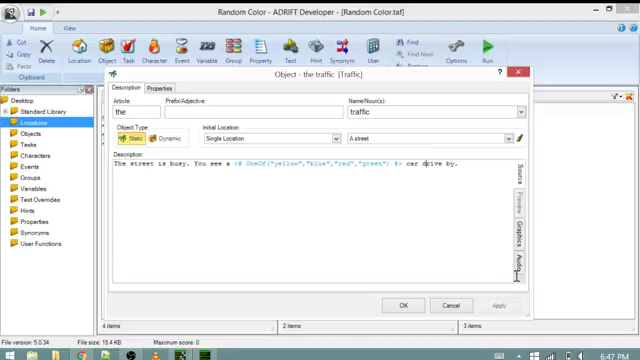 Random Color - ADRIFT Developer - [Random Color.taf]
Home
Cut
Copy
Paste
Clipboard
Location
Object
Task
Character
Event
Variable
Group
Property
Text
Hint
Synonym
Find
Find Next
Options
Run
Folders
Desktop
Standard Library
Locations
Objects
Tasks
Characters
Events
Variables
Groups
Properties
Text Overrides
Hints
Synonyms
User Functions
Object - the traffic [Traffic]
Description
Properties
Article:
Prefix/Adjective:
Name/Noun(s):
the
traffic
Object Type:
Initial Location:
Static
Dynamic
Single Location
A street
Description:
The street is busy. You see a <# OneOf("yellow","blue","red","green") #> car drive by.
Source
Preview
Graphics
Audio
OK
Cancel
Apply
4 items
2 items
3 items
Version: 5.0.34
File size: 15.4 KB
Maximum score: 0
6:47 PM